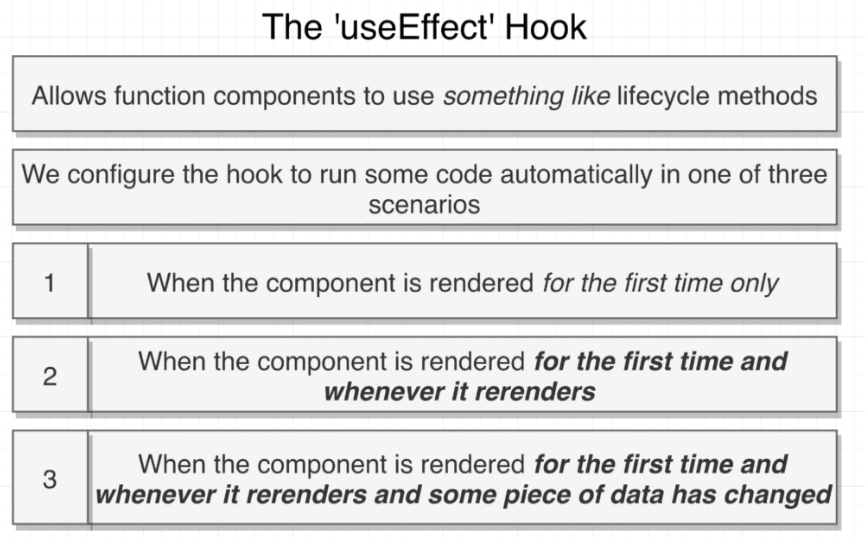 The 'useEffect' Hook
Allows function components to use something like lifecycle methods
We configure the hook to run some code automatically in one of three
scenarios
1
When the component is rendered for the first time only
2
When the component is rendered for the first time and
whenever it rerenders
3
When the component is rendered for the first time and
whenever it rerenders and some piece of data has changed